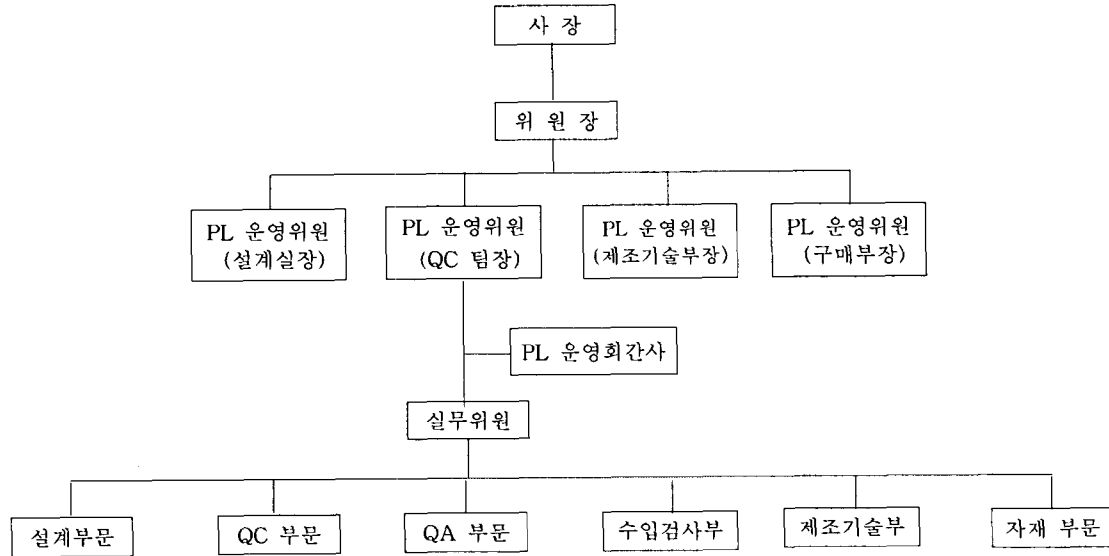 사 장
위 원 장
PL 운영위원
(설계실장)
PL 운영위원
(QC 팀장)
PL 운영위원
(제조기술부장)
PL 운영위원
(구매부장)
PL 운영회간사
실무위원
설계부문
QC 부문
QA 부문
수입검사부
제조기술부
자재 부문